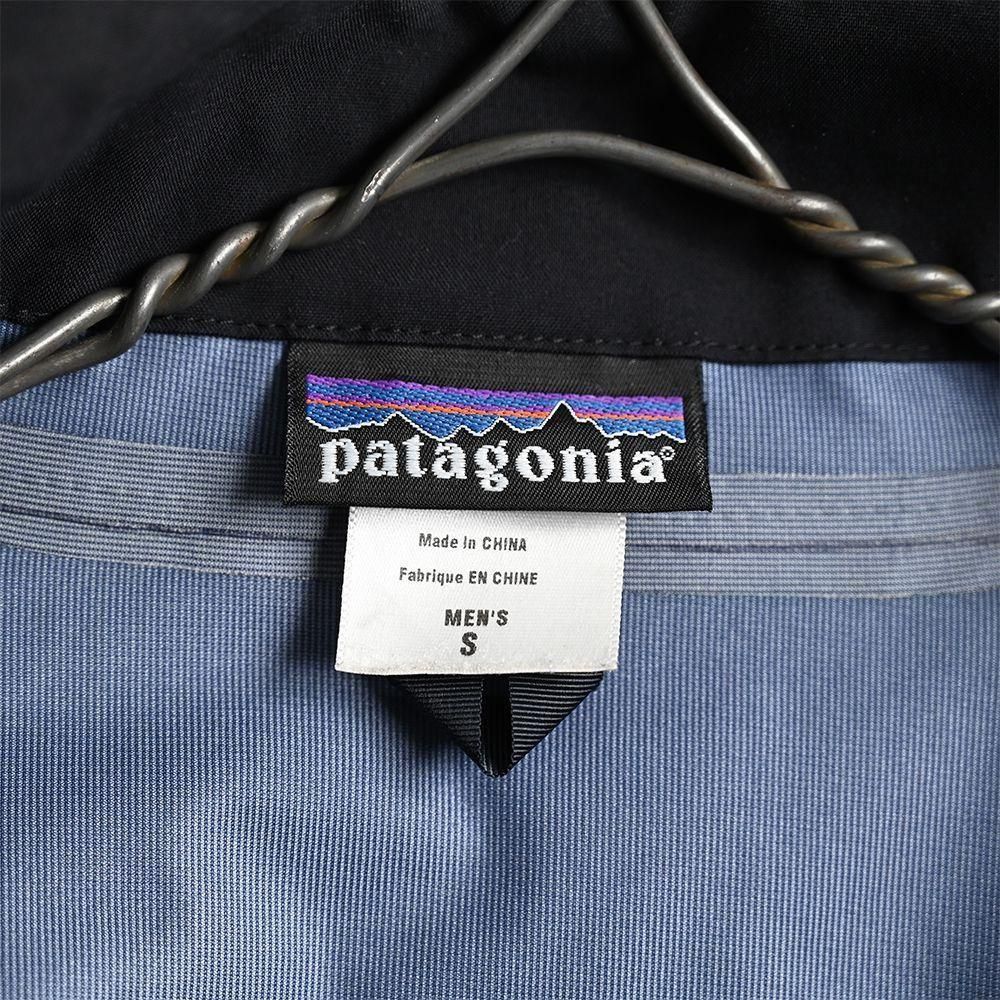 patagonia®
Made In CHINA
Fabrique EN CHINE
MEN'S
S